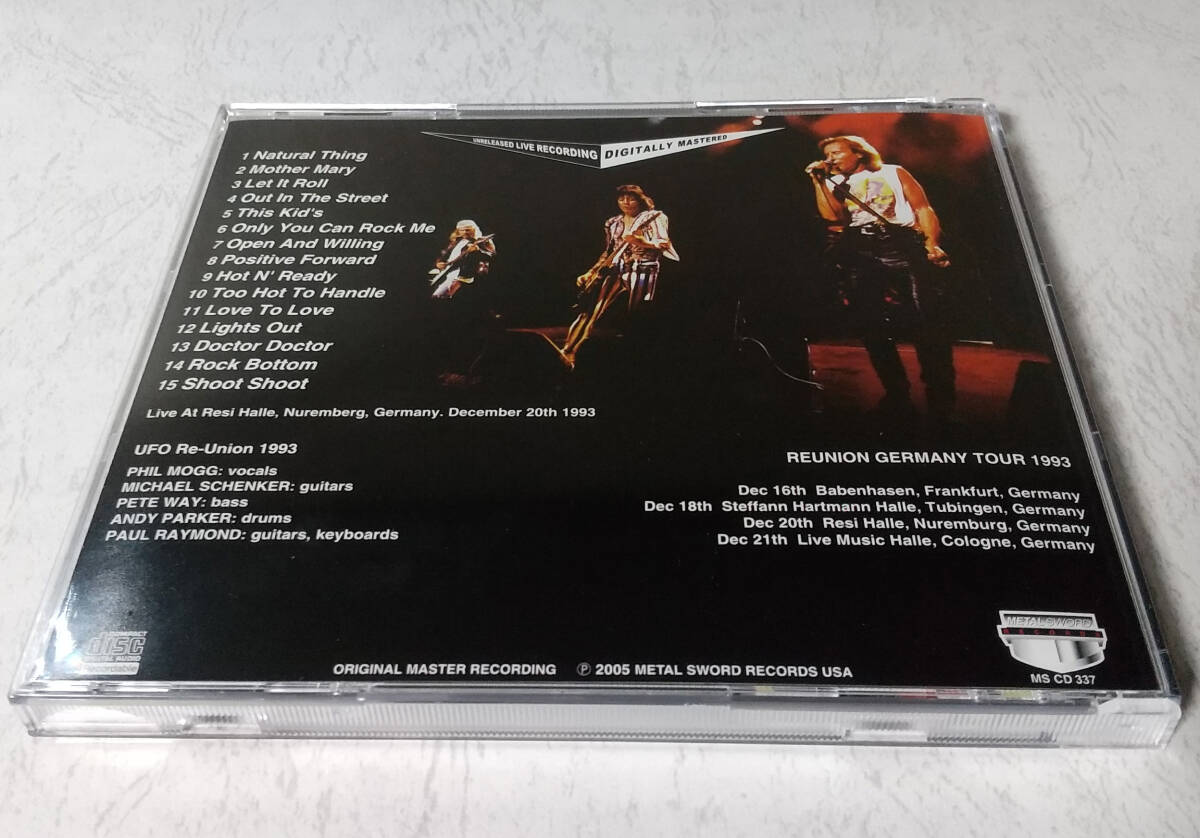 UNRELEASED LIVE RECORDING DIGITALLY MASTERED
1 Natural Thing
2 Mother Mary
3 Let It Roll
4 Out In The Street
5 This Kid's
6 Only You Can Rock Me
7 Open And Willing
8 Positive Forward
9 Hot N' Ready
10 Too Hot To Handle
11 Love To Love
12 Lights Out
13 Doctor Doctor
14 Rock Bottom
15 Shoot Shoot
Live At Resi Halle, Nuremberg, Germany. December 20th 1993
UFO Re-Union 1993
PHIL MOGG: vocals
MICHAEL SCHENKER: guitars
PETE WAY: bass
ANDY PARKER: drums
PAUL RAYMOND: guitars, keyboards
REUNION GERMANY TOUR 1993
Dec 16th Babenhasen, Frankfurt, Germany
Dec 18th Steffann Hartmann Halle, Tubingen, Germany
Dec 20th Resi Halle, Nuremburg, Germany
Dec 21th Live Music Halle, Cologne, Germany
COMPACT
disc
DIGITAL AUDIO
Recordable
ORIGINAL MASTER RECORDING ℗ 2005 METAL SWORD RECORDS USA
METAL SWORD
RECORDS
MS CD 337